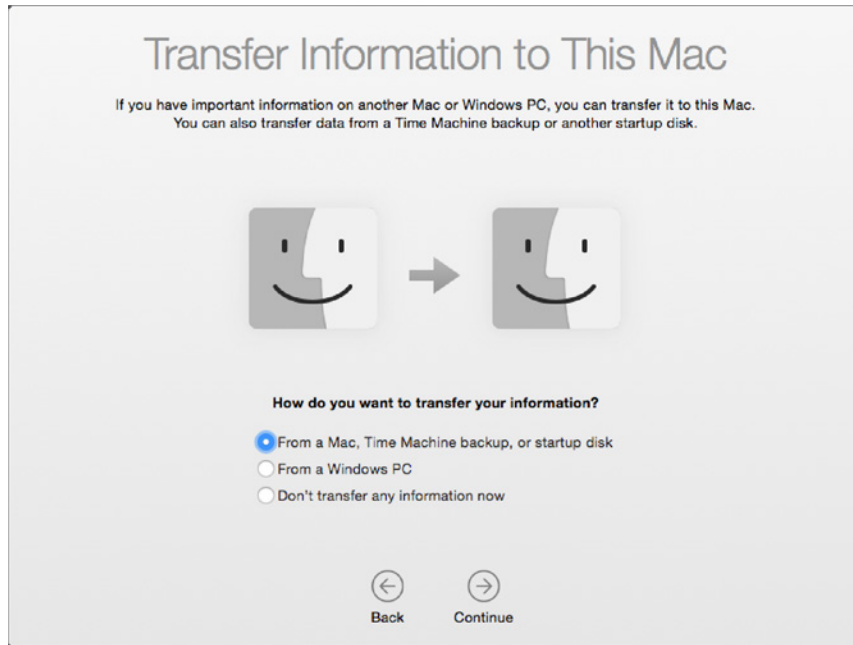 Transfer Information to This Mac
If you have important information on another Mac or Windows PC, you can transfer it to this Mac.
You can also transfer data from a Time Machine backup or another startup disk.
How do you want to transfer your information?
From a Mac, Time Machine backup, or startup disk
From a Windows PC
Don't transfer any information now
Back Continue